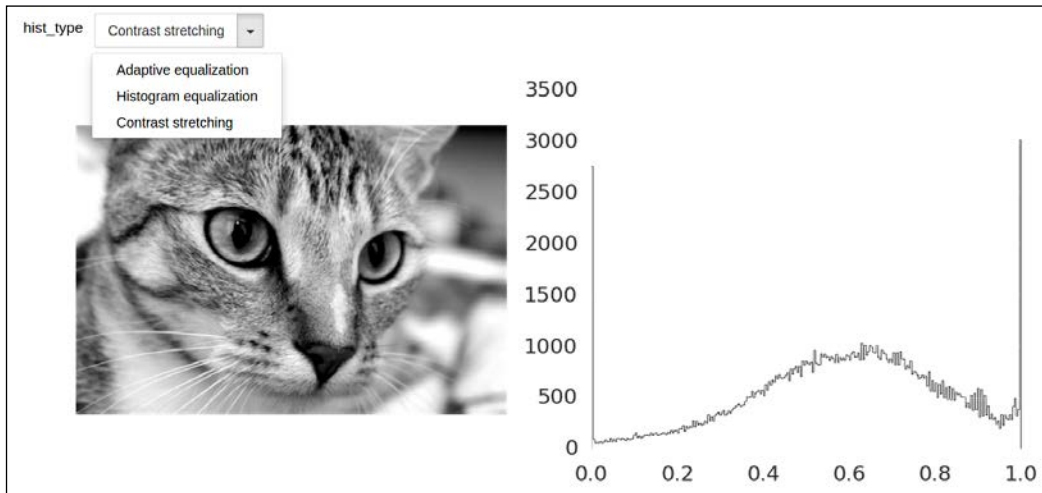 hist_type Contrast stretching
Adaptive equalization
Histogram equalization
Contrast stretching
3500
3000
2500
2000
1500
1000
500
0
0.0 0.2 0.4 0.6 0.8 1.0